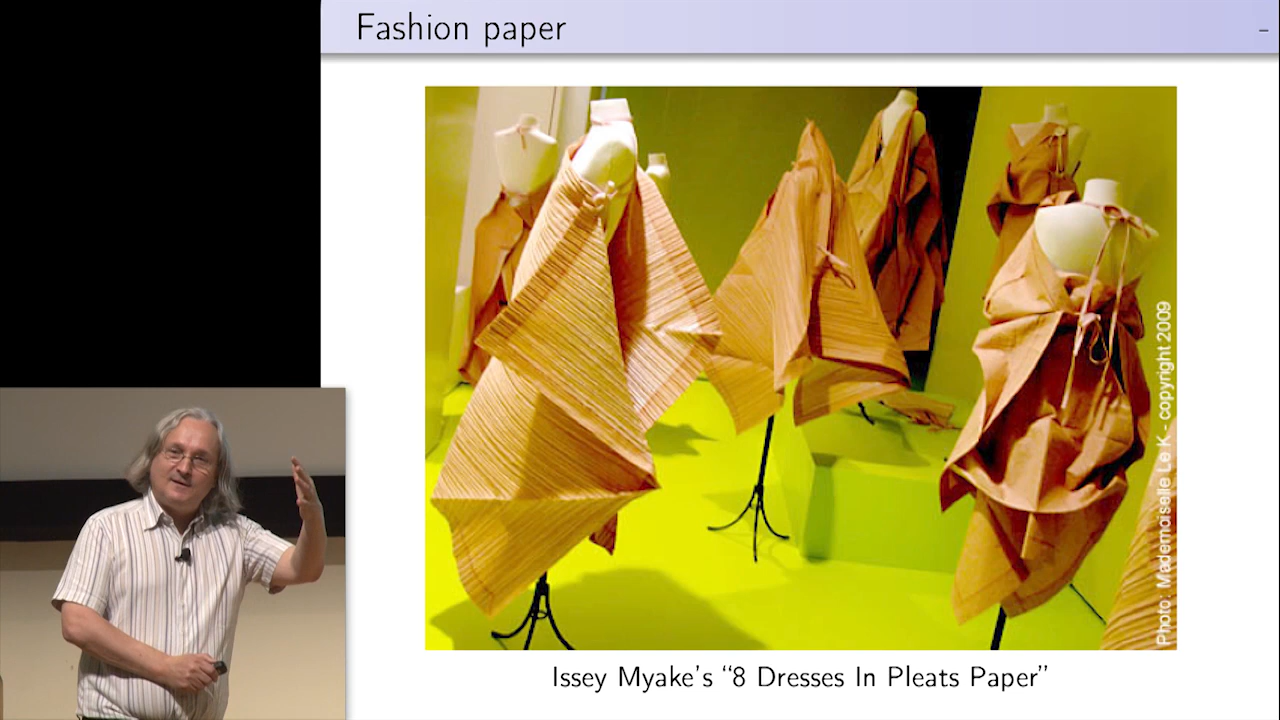 Fashion paper
Photo: Mademoiselle Le K - copyright 2009
Issey Myake's “8 Dresses In Pleats Paper”